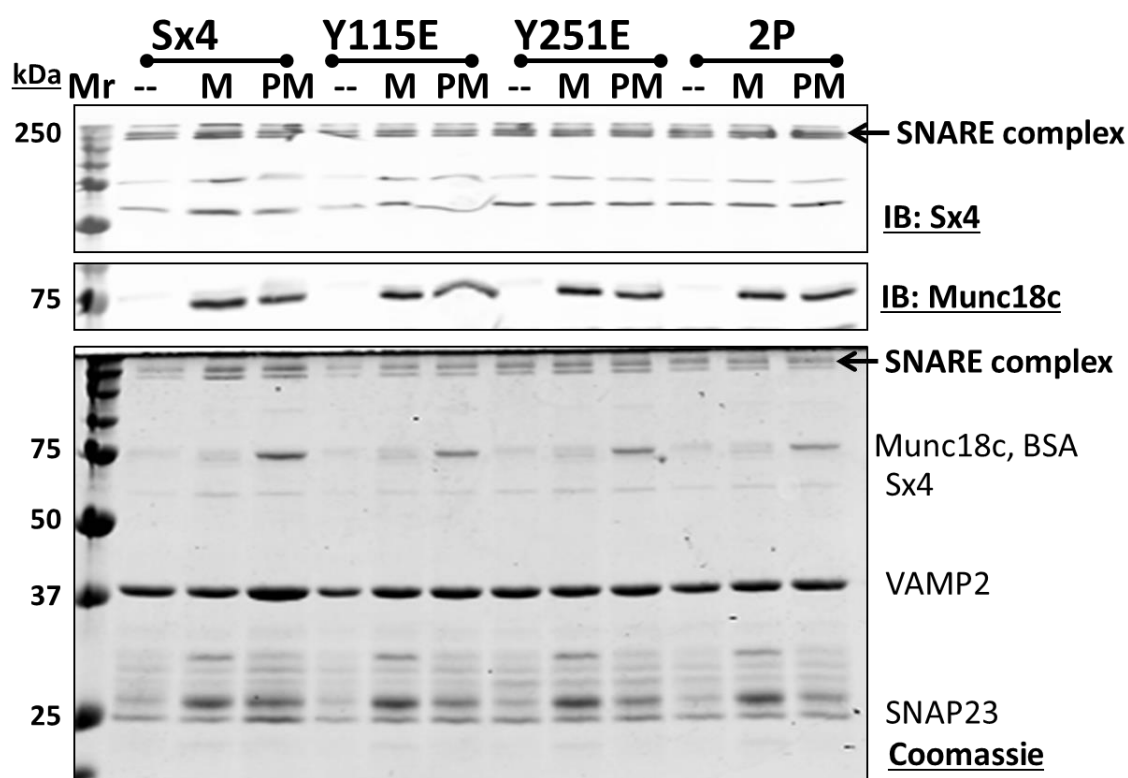 Sx4 Y115E Y251E 2P
kDa Mr -- M PM -- M PM -- M PM -- M PM
250 SNARE complex
IB: Sx4
75 IB: Munc18c
SNARE complex
75 Munc18c, BSA
Sx4
50
37 VAMP2
25 SNAP23
Coomassie